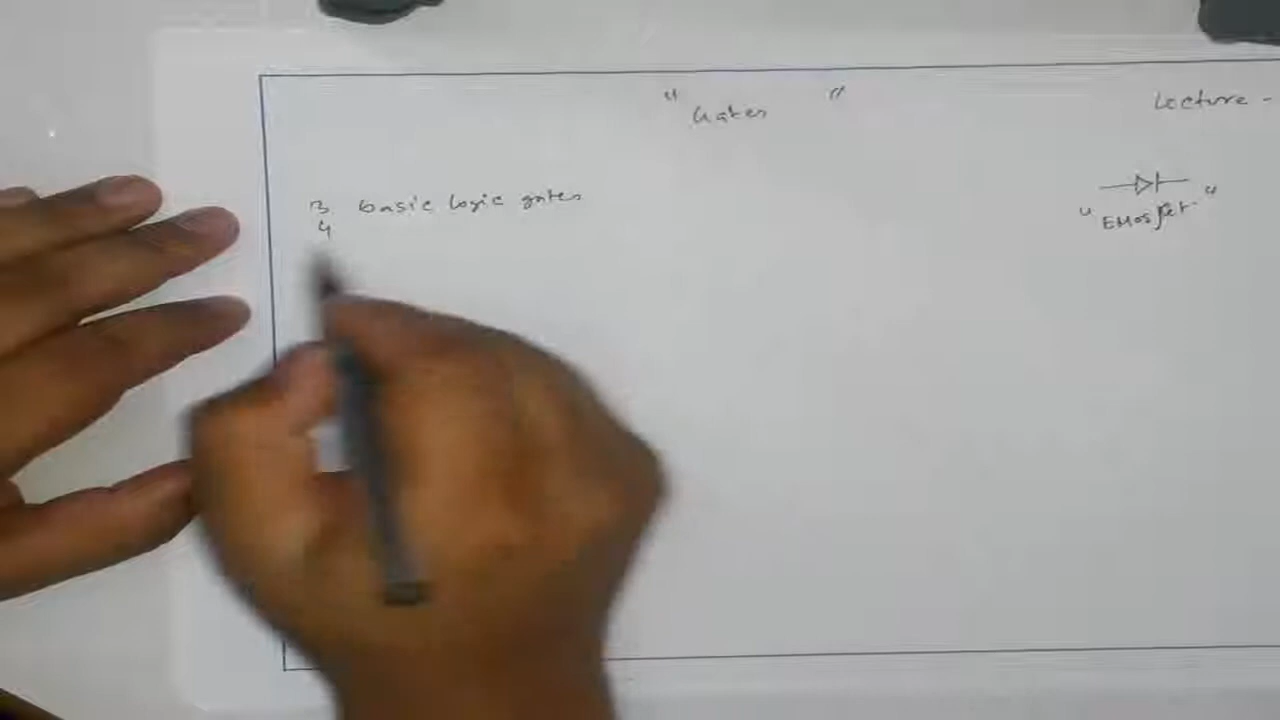 " Gates "
Lecture -
3 basic logic gates
4
" EMosfet "